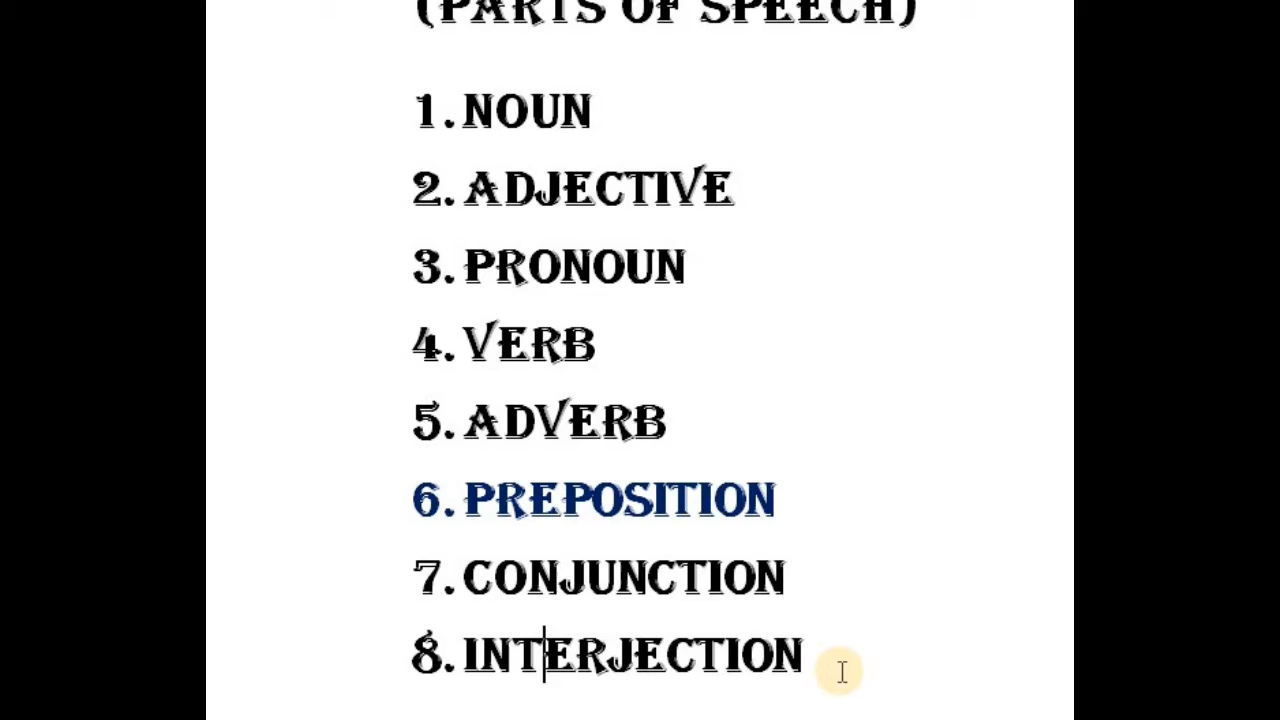 (PARTS OF SPEECH)
1. NOUN
2. ADJECTIVE
3. PRONOUN
4. VERB
5. ADVERB
6. PREPOSITION
7. CONJUNCTION
8. INTERJECTION